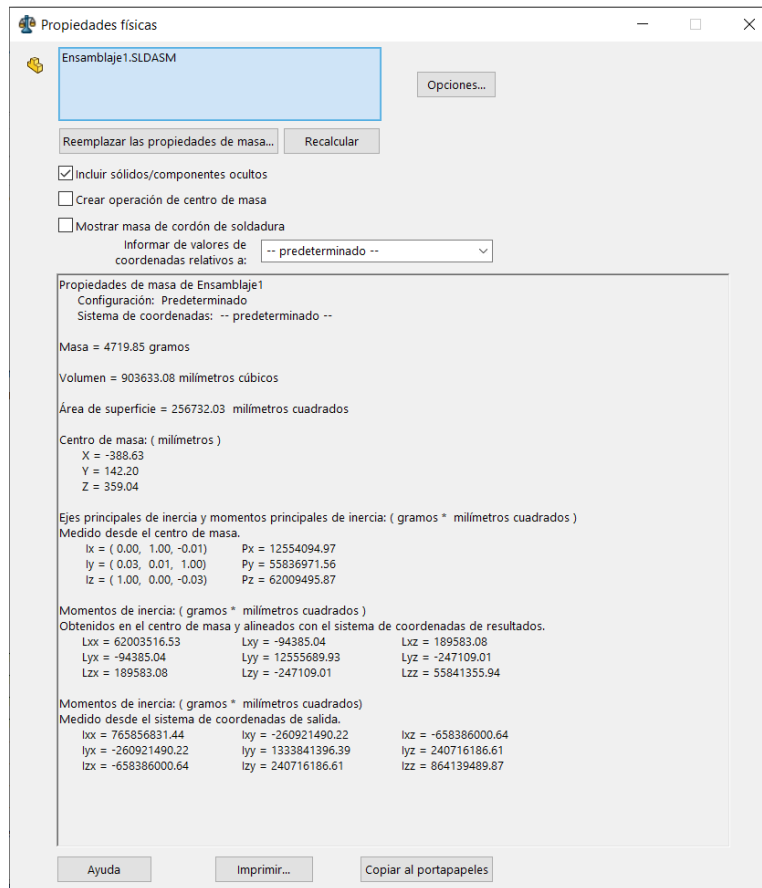 Propiedades físicas
Ensamblaje1.SLDASM
Opciones...
Reemplazar las propiedades de masa... Recalcular
Incluir sólidos/componentes ocultos
Crear operación de centro de masa
Mostrar masa de cordón de soldadura
Informar de valores de
coordenadas relativos a: -- predeterminado --
Propiedades de masa de Ensamblaje1
Configuración: Predeterminado
Sistema de coordenadas: -- predeterminado --
Masa = 4719.85 gramos
Volumen = 903633.08 milímetros cúbicos
Área de superficie = 256732.03 milímetros cuadrados
Centro de masa: ( milímetros )
X = -388.63
Y = 142.20
Z = 359.04
Ejes principales de inercia y momentos principales de inercia: ( gramos * milímetros cuadrados )
Medido desde el centro de masa.
Ix = ( 0.00, 1.00, -0.01) Px = 12554094.97
Iy = ( 0.03, 0.01, 1.00) Py = 55836971.56
Iz = ( 1.00, 0.00, -0.03) Pz = 62009495.87
Momentos de inercia: ( gramos * milímetros cuadrados )
Obtenidos en el centro de masa y alineados con el sistema de coordenadas de resultados.
Lxx = 62003516.53 Lxy = -94385.04 Lxz = 189583.08
Lyx = -94385.04 Lyy = 12555689.93 Lyz = -247109.01
Lzx = 189583.08 Lzy = -247109.01 Lzz = 55841355.94
Momentos de inercia: ( gramos * milímetros cuadrados)
Medido desde el sistema de coordenadas de salida.
Ixx = 765856831.44 Ixy = -260921490.22 Ixz = -658386000.64
Iyx = -260921490.22 Iyy = 1333841396.39 Iyz = 240716186.61
Izx = -658386000.64 Izy = 240716186.61 Izz = 864139489.87
Ayuda Imprimir... Copiar al portapapeles